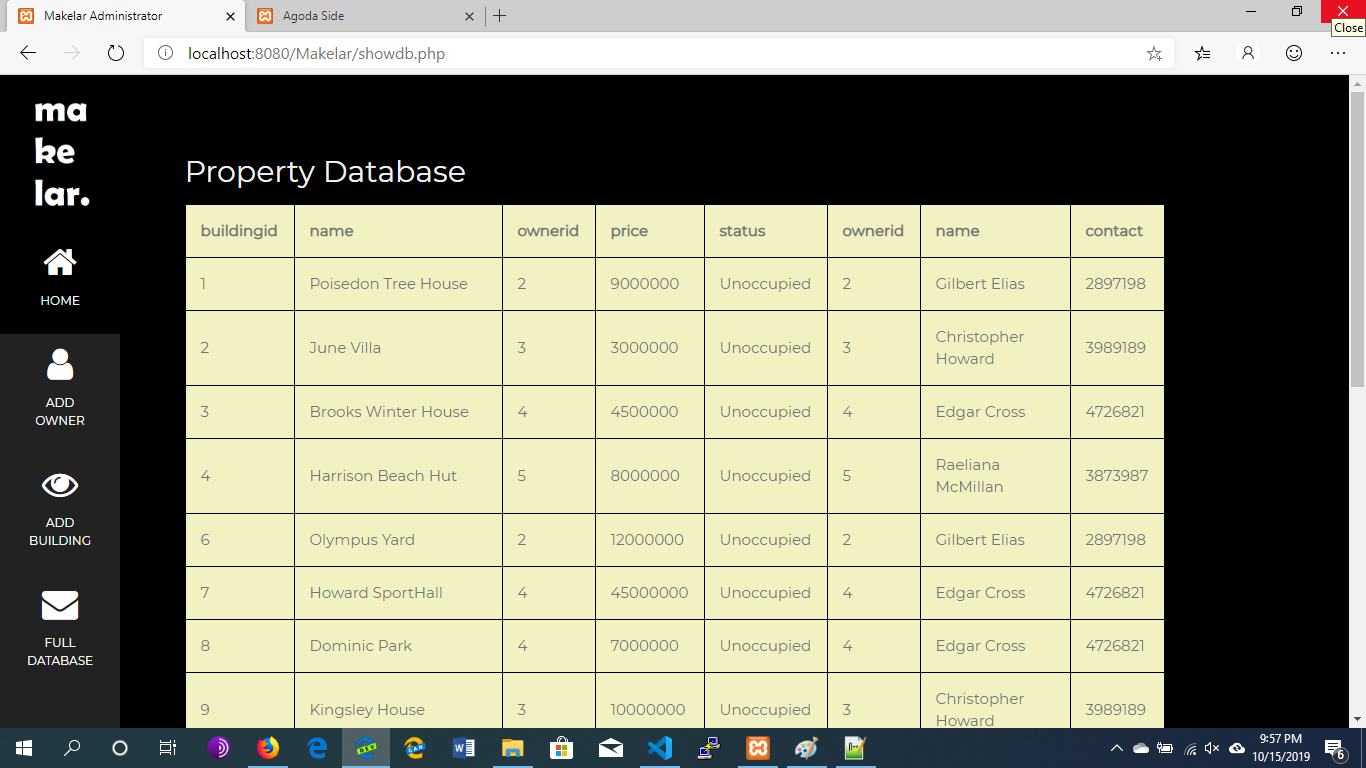 Makelar Administrator
Agoda Side
Close
localhost:8080/Makelar/showdb.php
ma
ke
lar.
HOME
ADD
OWNER
ADD
BUILDING
FULL
DATABASE
Property Database
buildingid name ownerid price status ownerid name contact
1 Poisedon Tree House 2 9000000 Unoccupied 2 Gilbert Elias 2897198
2 June Villa 3 3000000 Unoccupied 3 Christopher Howard 3989189
3 Brooks Winter House 4 4500000 Unoccupied 4 Edgar Cross 4726821
4 Harrison Beach Hut 5 8000000 Unoccupied 5 Raeliana McMillan 3873987
6 Olympus Yard 2 12000000 Unoccupied 2 Gilbert Elias 2897198
7 Howard SportHall 4 45000000 Unoccupied 4 Edgar Cross 4726821
8 Dominic Park 4 7000000 Unoccupied 4 Edgar Cross 4726821
9 Kingsley House 3 10000000 Unoccupied 3 Christopher Howard 3989189
DEV
CAN
9:57 PM
10/15/2019
6